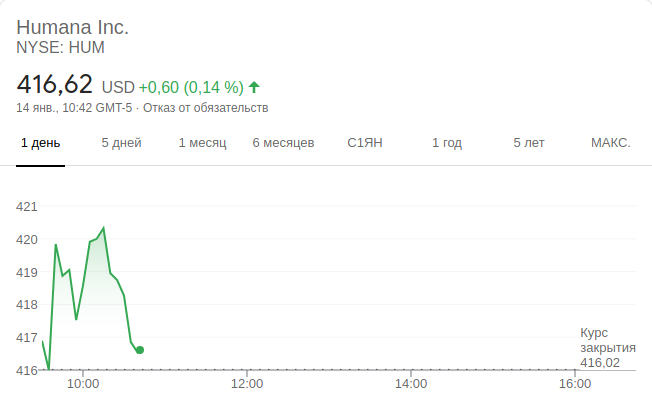 Humana Inc.
NYSE: HUM
416,62 USD +0,60 (0,14 %)
14 янв., 10:42 GMT-5 · Отказ от обязательств
1 день 5 дней 1 месяц 6 месяцев С1ЯН 1 год 5 лет МАКС.
421
420
419
418
417
416
Курс
закрытия
416,02
10:00 12:00 14:00 16:00